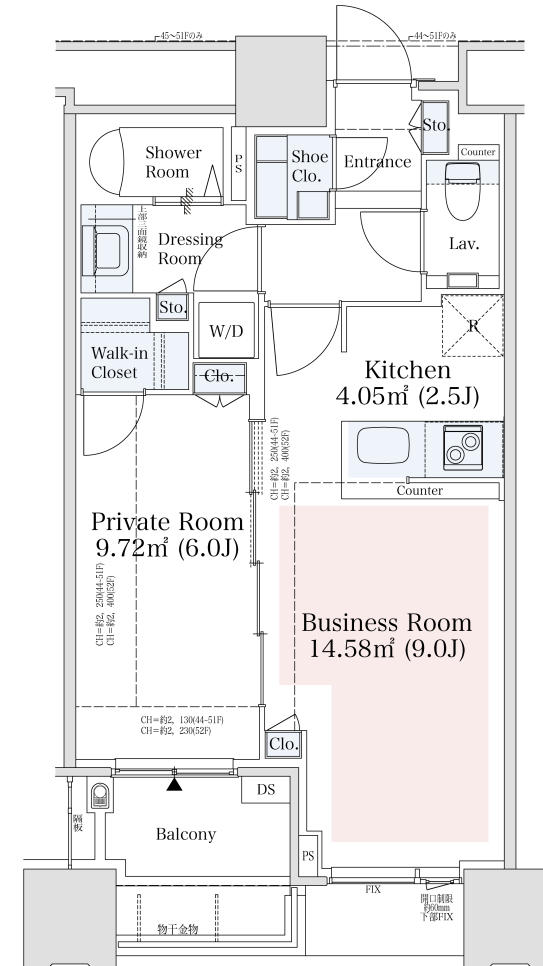 45~51Fのみ
44~51Fのみ
Sto.
Shower
Room
P
S
Shoe
Clo.
Entrance
Counter
Lav.
上部三面鏡収納
Dressing
Room
Sto.
W/D
R
Walk-in
Closet
Clo.
Kitchen
4.05㎡ (2.5J)
CH=約2, 250(44-51F)
CH=約2, 400(52F)
Counter
Private Room
9.72㎡ (6.0J)
CH=約2, 250(44-51F)
CH=約2, 400(52F)
Business Room
14.58㎡ (9.0J)
CH=約2, 130(44-51F)
CH=約2, 230(52F)
Clo.
DS
隔板
Balcony
PS
FIX
開口制限
約60mm
下部FIX
物干金物